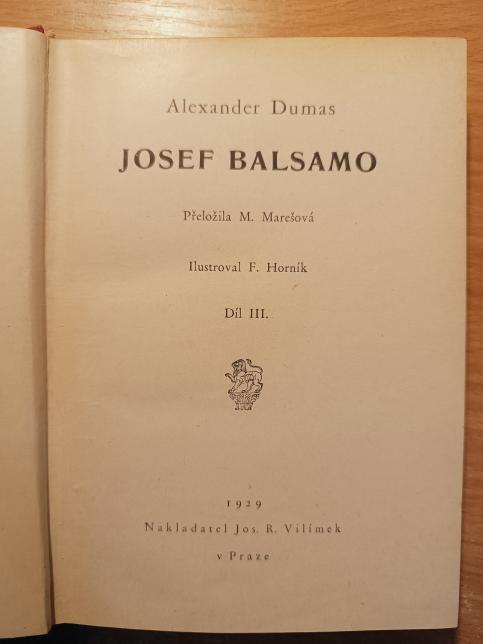 Alexander Dumas
JOSEF BALSAMO
Přeložila M. Marešová
Ilustroval F. Horník
Díl III.
1929
Nakladatel Jos. R. Vilímek
v Praze